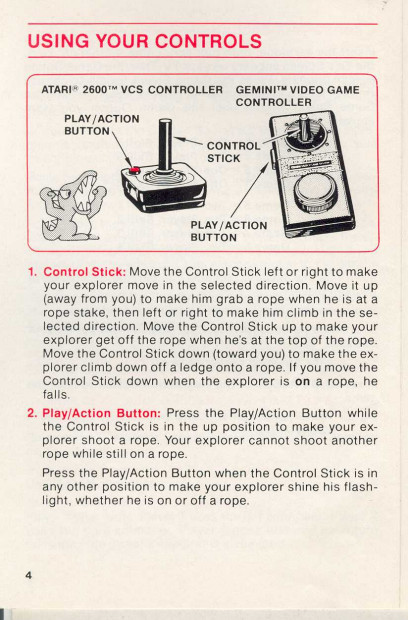 USING YOUR CONTROLS
ATARI® 2600™ VCS CONTROLLER GEMINI™ VIDEO GAME
CONTROLLER
PLAY/ACTION
BUTTON
CONTROL
STICK
PLAY/ACTION
BUTTON
1. Control Stick: Move the Control Stick left or right to make
your explorer move in the selected direction. Move it up
(away from you) to make him grab a rope when he is at a
rope stake, then left or right to make him climb in the se-
lected direction. Move the Control Stick up to make your
explorer get off the rope when he's at the top of the rope.
Move the Control Stick down (toward you) to make the ex-
plorer climb down off a ledge onto a rope. If you move the
Control Stick down when the explorer is on a rope, he
falls.
2. Play/Action Button: Press the Play/Action Button while
the Control Stick is in the up position to make your ex-
plorer shoot a rope. Your explorer cannot shoot another
rope while still on a rope.
Press the Play/Action Button when the Control Stick is in
any other position to make your explorer shine his flash-
light, whether he is on or off a rope.
4